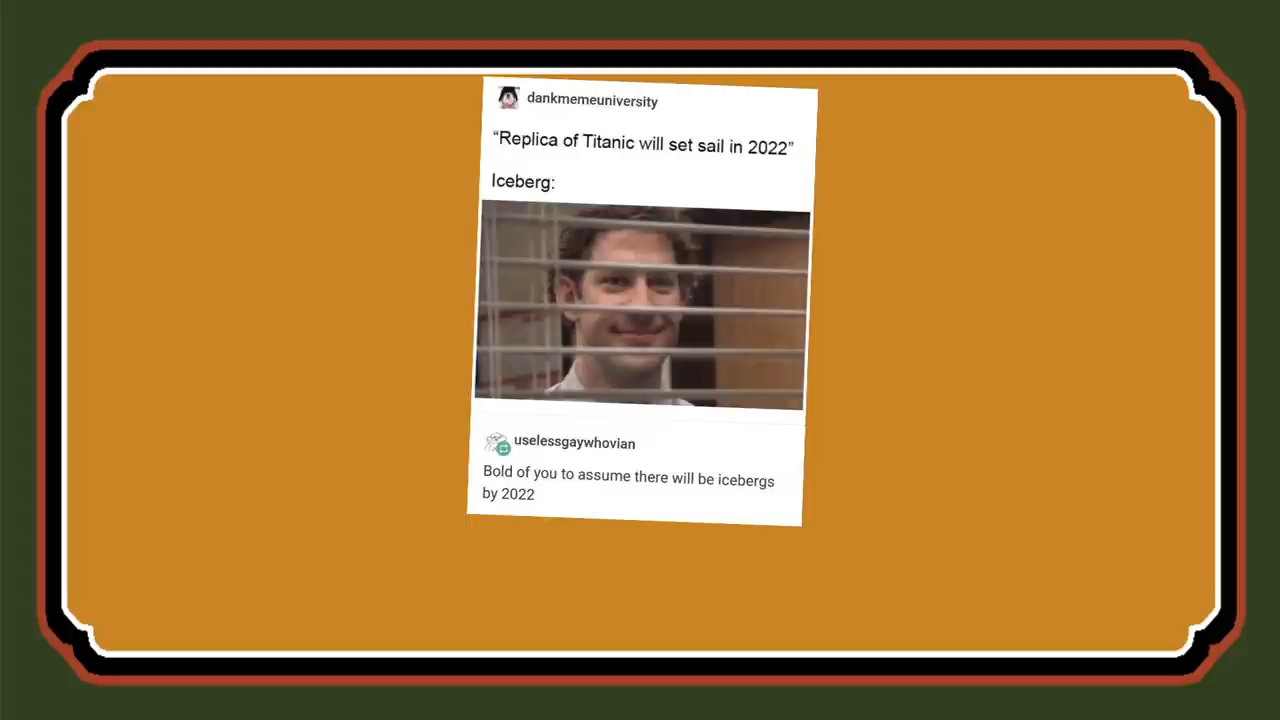 dankmemeuniversity
“Replica of Titanic will set sail in 2022”
Iceberg:
uselessgaywhovian
Bold of you to assume there will be icebergs
by 2022